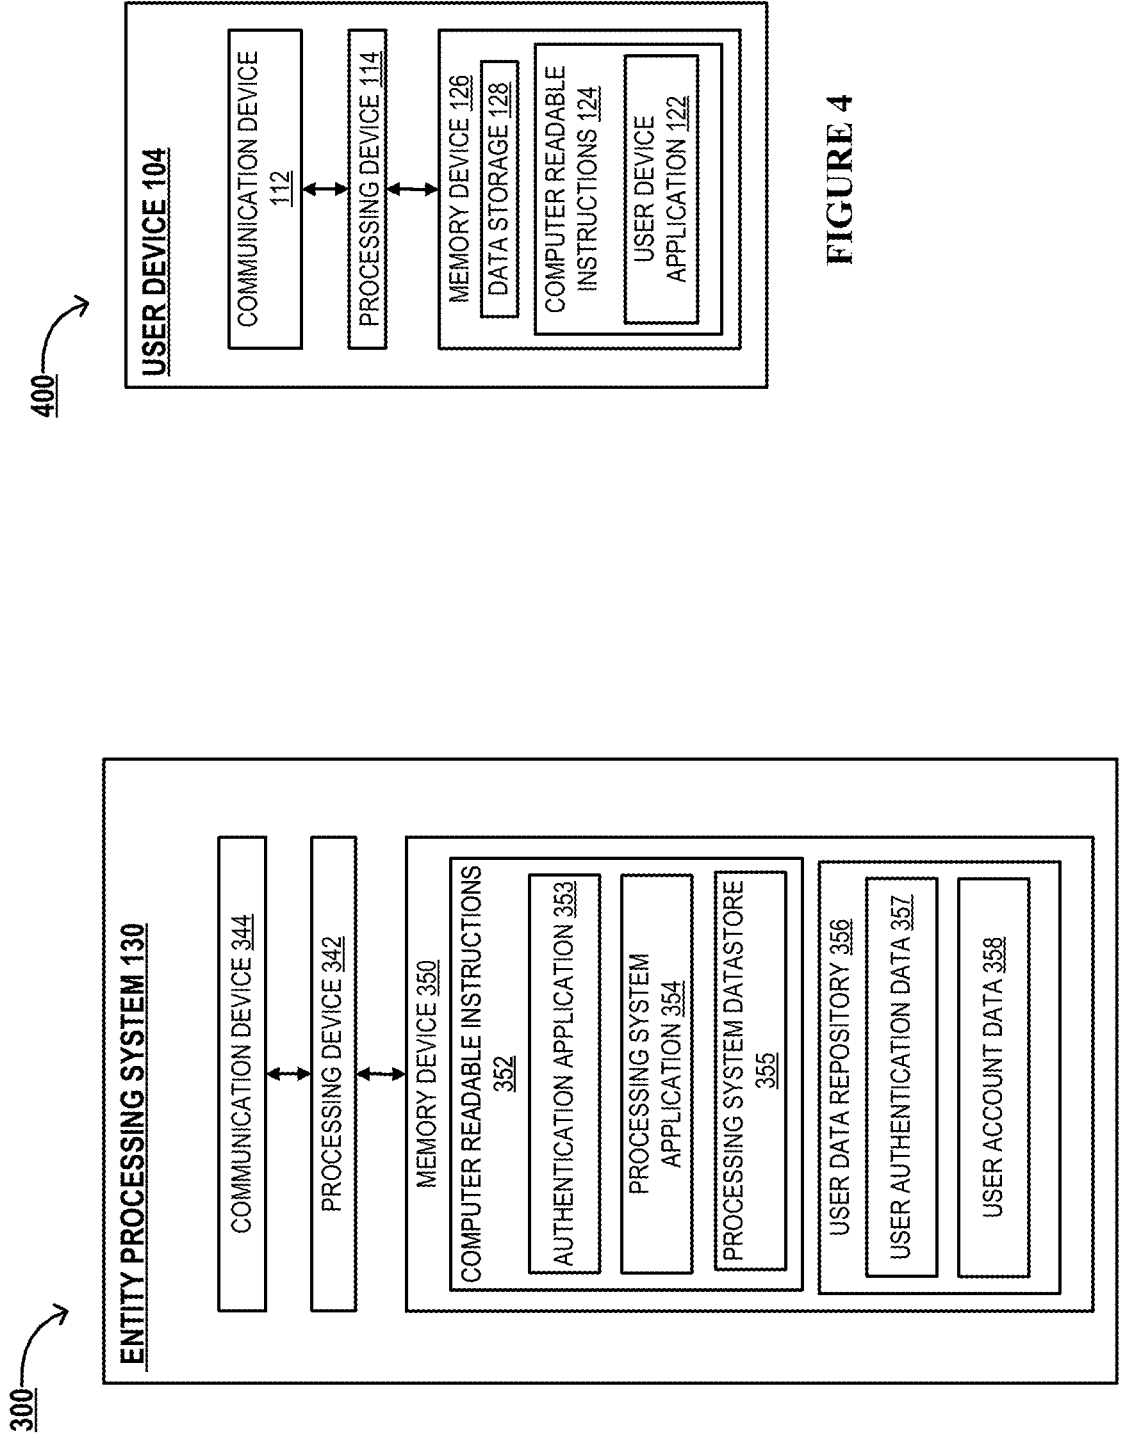 300
ENTITY PROCESSING SYSTEM 130
COMMUNICATION DEVICE 344
PROCESSING DEVICE 342
MEMORY DEVICE 350
COMPUTER READABLE INSTRUCTIONS
352
AUTHENTICATION APPLICATION 353
PROCESSING SYSTEM
APPLICATION 354
PROCESSING SYSTEM DATASTORE
355
USER DATA REPOSITORY 356
USER AUTHENTICATION DATA 357
USER ACCOUNT DATA 358
400
USER DEVICE 104
COMMUNICATION DEVICE
112
PROCESSING DEVICE 114
MEMORY DEVICE 126
DATA STORAGE 128
COMPUTER READABLE
INSTRUCTIONS 124
USER DEVICE
APPLICATION 122
FIGURE 4